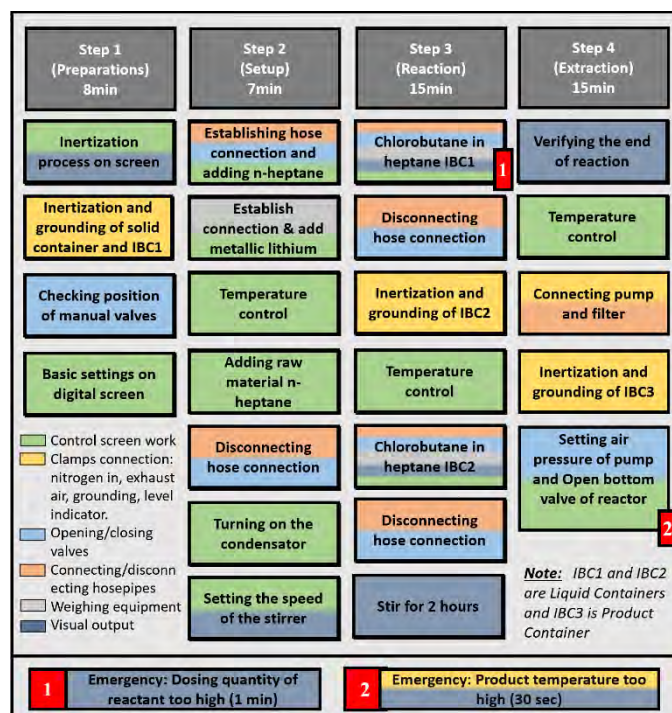 Step 1
(Preparations)
8min
Step 2
(Setup)
7min
Step 3
(Reaction)
15min
Step 4
(Extraction)
15min
Inertization
process on screen
Establishing hose
connection and
adding n-heptane
Chlorobutane in
heptane IBC1
1
Verifying the end
of reaction
Inertization and
grounding of solid
container and IBC1
Establish
connection & add
metallic lithium
Disconnecting
hose connection
Temperature
control
Checking position
of manual valves
Temperature
control
Inertization and
grounding of IBC2
Connecting pump
and filter
Basic settings on
digital screen
Adding raw
material n-
heptane
Temperature
control
Inertization and
grounding of IBC3
Control screen work
Clamps connection:
nitrogen in, exhaust
air, grounding, level
indicator.
Opening/closing
valves
Connecting/disconn
ecting hosepipes
Weighing equipment
Visual output
Disconnecting
hose connection
Chlorobutane in
heptane IBC2
Setting air
pressure of pump
and Open bottom
valve of reactor
2
Turning on the
condensator
Disconnecting
hose connection
Setting the speed
of the stirrer
Stir for 2 hours
Note: IBC1 and IBC2
are Liquid Containers
and IBC3 is Product
Container
1
Emergency: Dosing quantity of
reactant too high (1 min)
2
Emergency: Product temperature too
high (30 sec)